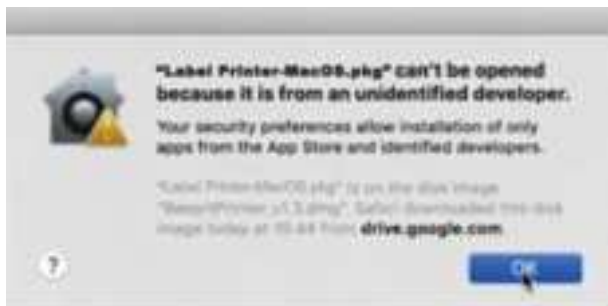 "Label Printer-MacOS.pkg" can't be opened
because it is from an unidentified developer.
Your security preferences allow installation of only
apps from the App Store and identified developers.
"Label Printer-MacOS.pkg" is on the disk image
Safari downloaded this disk
image today at from drive.google.com.
?
OK